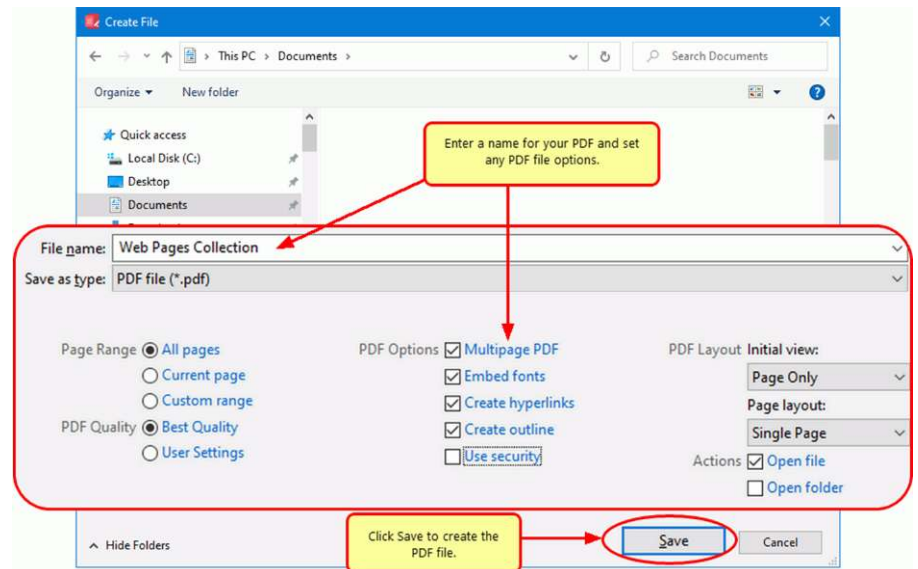 Create File
This PC > Documents >
Search Documents
Organize
New folder
Quick access
Local Disk (C:)
Desktop
Documents
Enter a name for your PDF and set
any PDF file options.
File name: Web Pages Collection
Save as type: PDF file (*.pdf)
Page Range All pages
Current page
Custom range
PDF Quality Best Quality
User Settings
PDF Options Multipage PDF
Embed fonts
Create hyperlinks
Create outline
Use security
PDF Layout Initial view:
Page Only
Page layout:
Single Page
Actions Open file
Open folder
Hide Folders
Click Save to create the
PDF file.
Save
Cancel